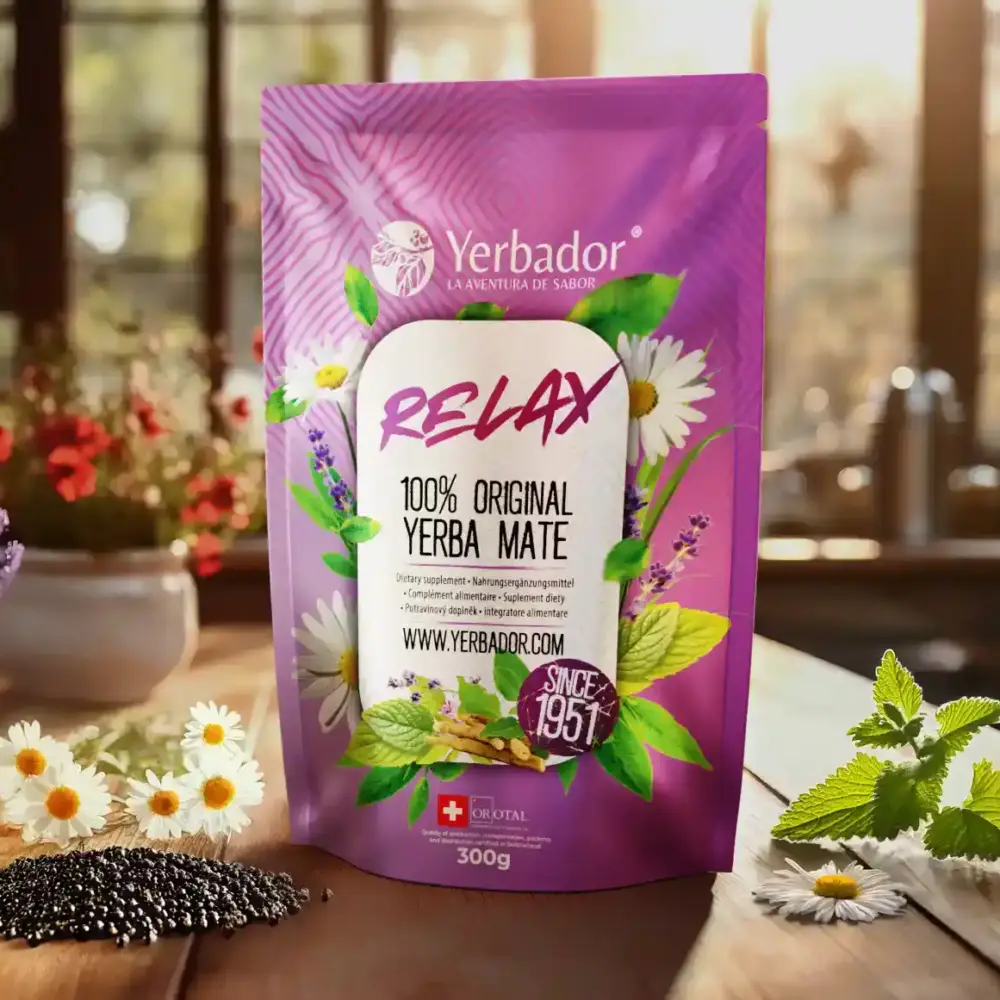 Yerbador®
LA AVENTURA DE SABOR
RELAX
100% ORIGINAL
YERBA MATE
Dietary supplement • Nahrungsergänzungsmittel
• Complément alimentaire • Suplement diety
• Potravinový doplněk • integratore alimentare
WWW.YERBADOR.COM
SINCE
1951
OROTAL
300g